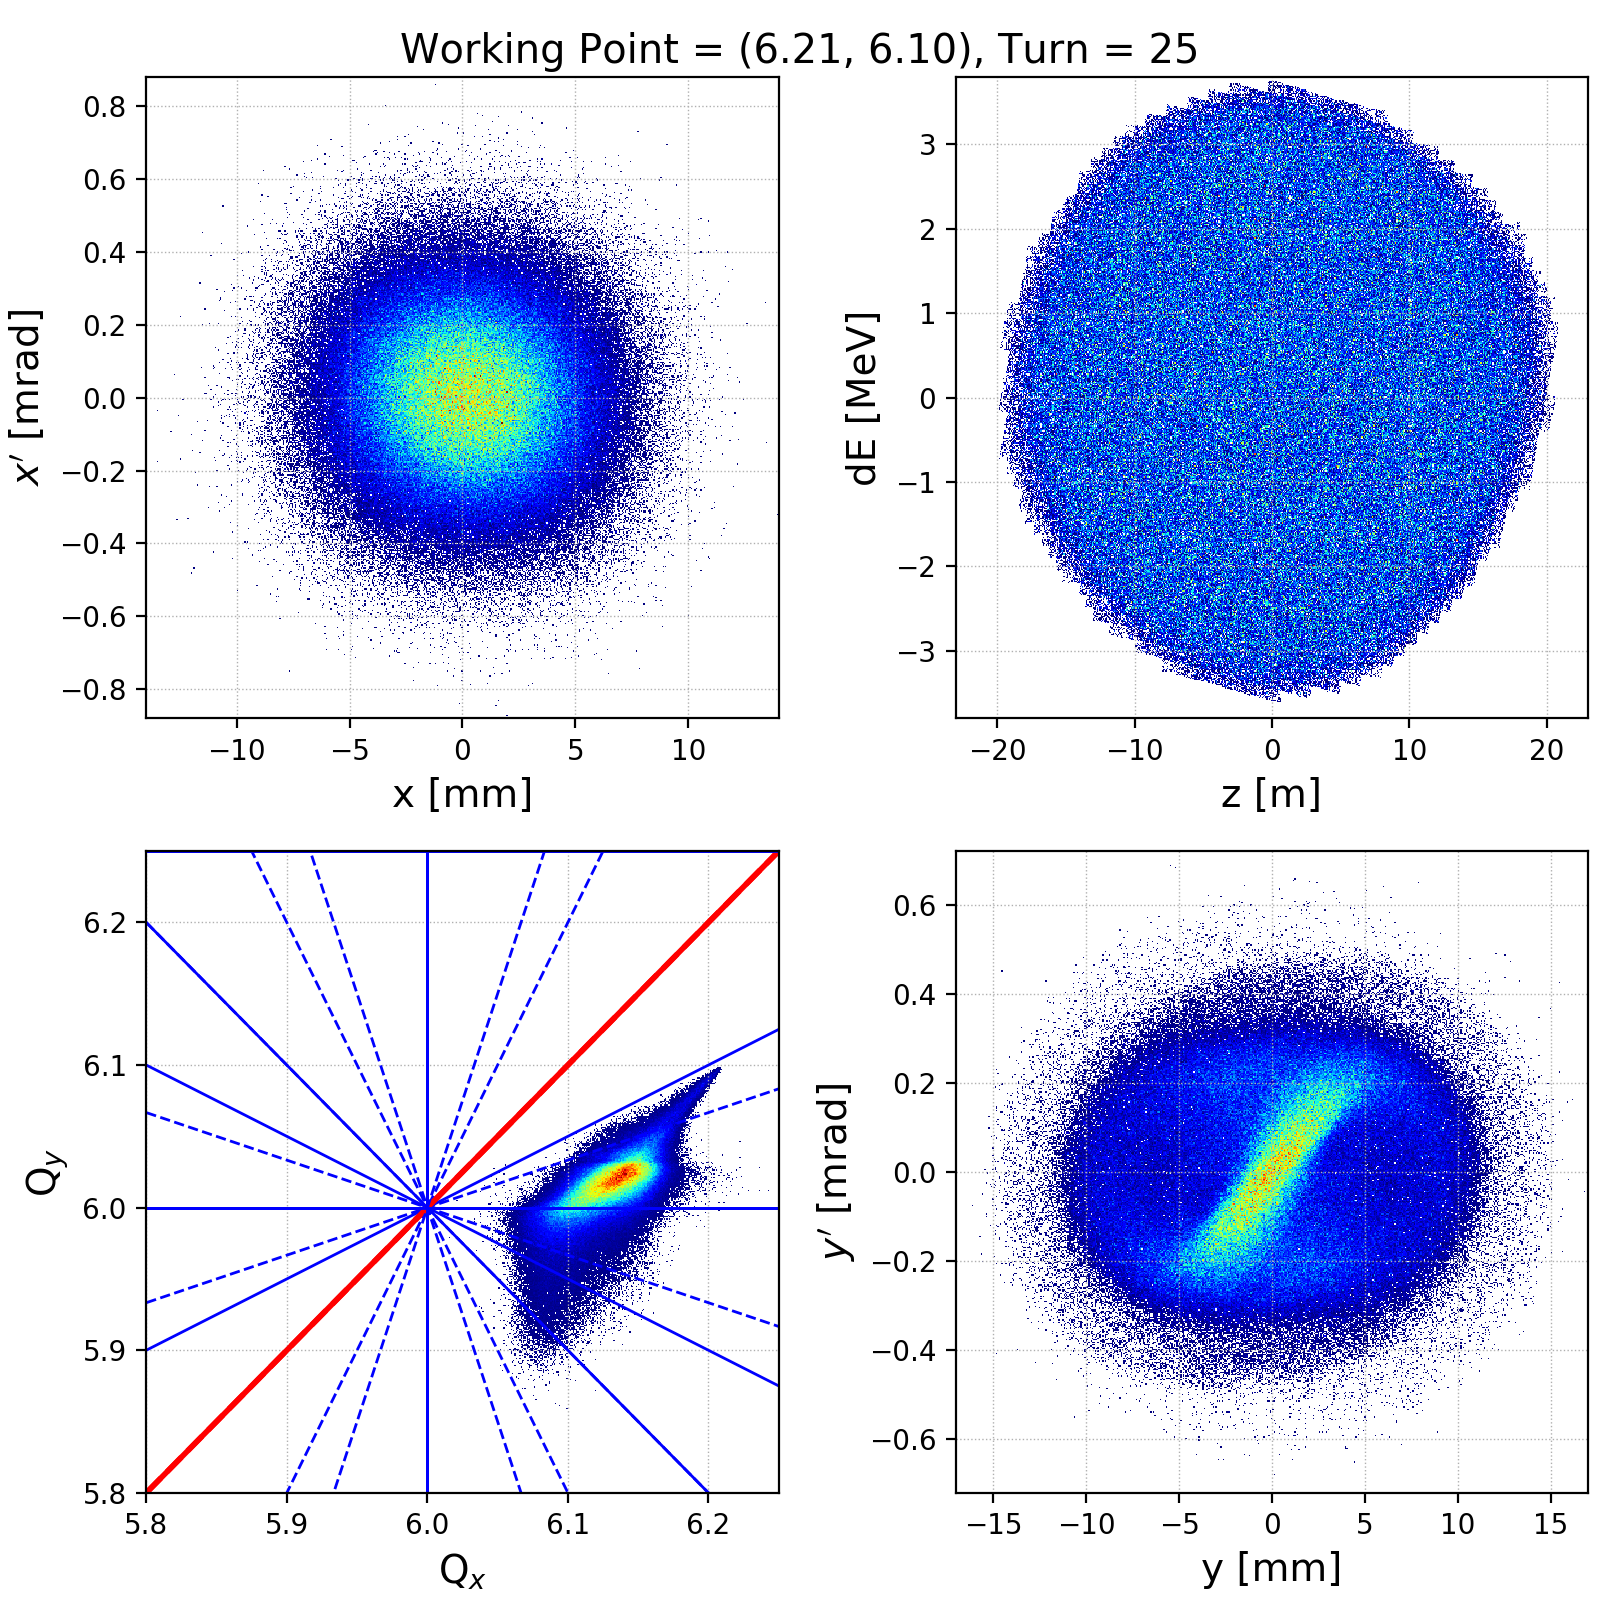 Working Point = (6.21, 6.10), Turn = 25
0.8
0.6
0.4
0.2
0.0
−0.2
−0.4
−0.6
−0.8
x′ [mrad]
−10 −5 0 5 10
x [mm]
3
2
1
0
−1
−2
−3
dE [MeV]
−20 −10 0 10 20
z [m]
6.2
6.1
6.0
5.9
5.8
Qy
5.8 5.9 6.0 6.1 6.2
Qx
0.6
0.4
0.2
0.0
−0.2
−0.4
−0.6
y′ [mrad]
−15 −10 −5 0 5 10 15
y [mm]